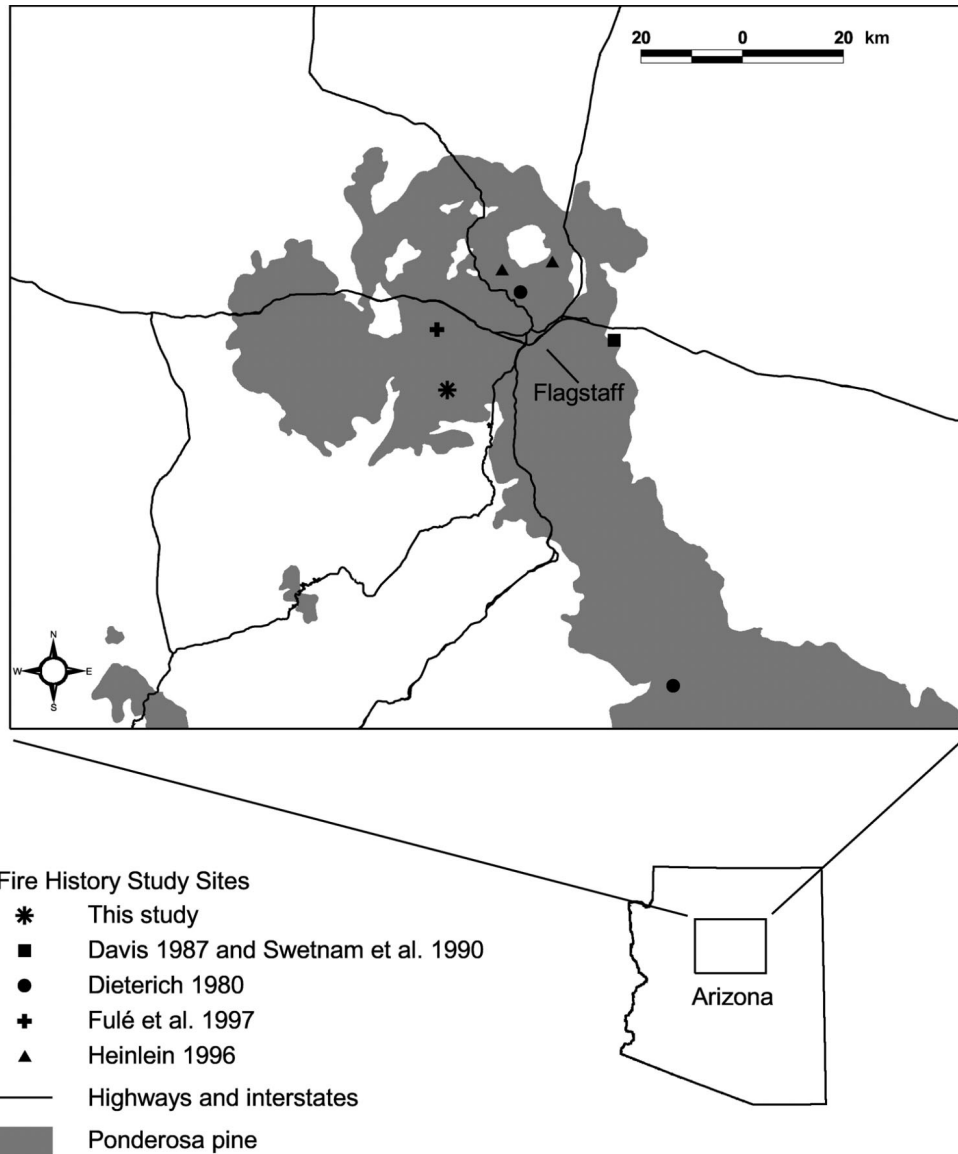 20 0 20 km
Flagstaff
N
W E
S
Fire History Study Sites
This study
Davis 1987 and Swetnam et al. 1990
Dieterich 1980
Fulé et al. 1997
Heinlein 1996
Highways and interstates
Ponderosa pine
Arizona